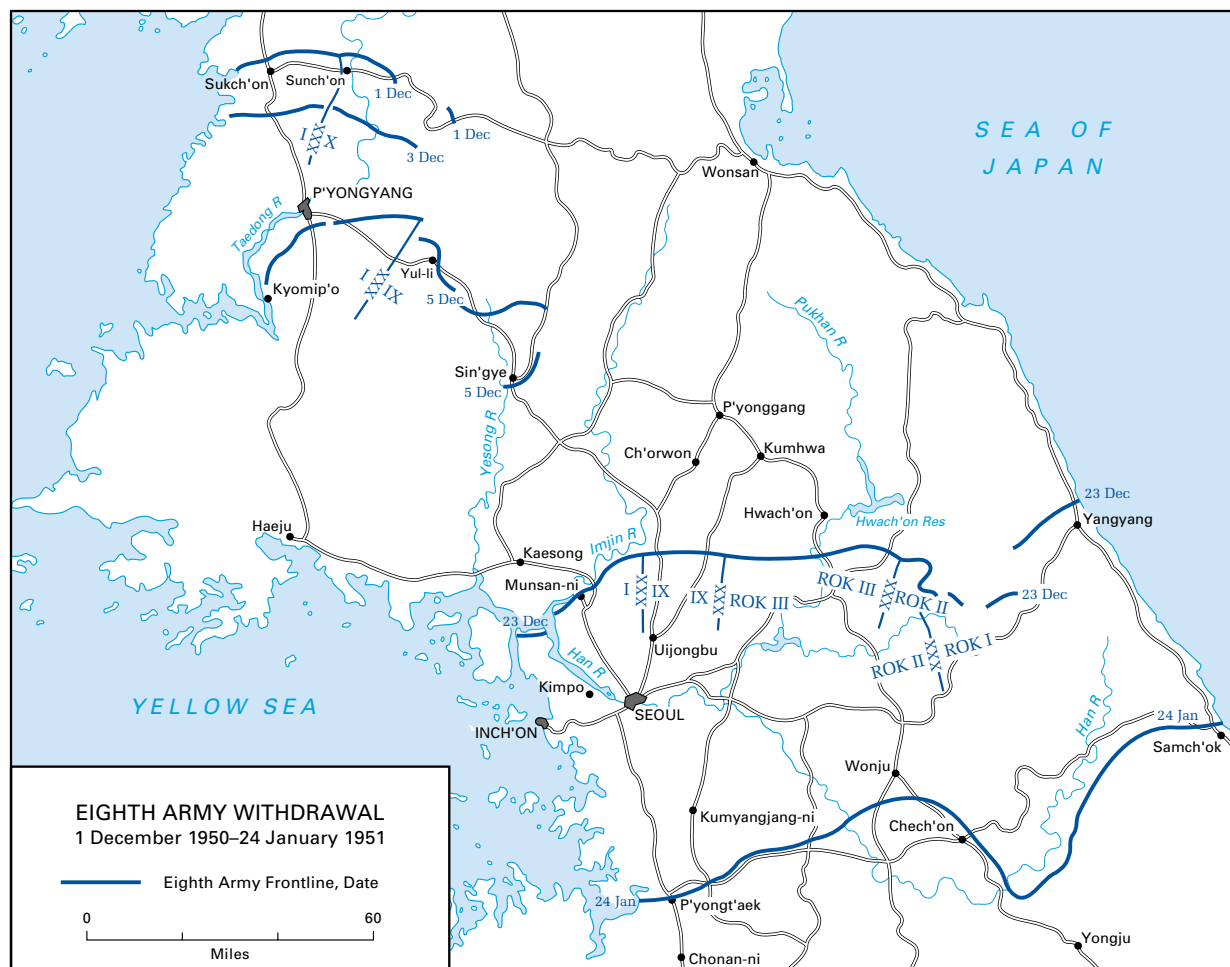 Sukch'on
Sunch'on
1 Dec
1 Dec
I XXX IX
3 Dec
SEA OF
JAPAN
Wonsan
P'YONGYANG
Taedong R
Kyomip'o
I XXX IX
Yul-li
5 Dec
Pukhan R
Sin'gye
5 Dec
Yesong R
P'yonggang
Ch'orwon
Kumhwa
Hwach'on
Hwach'on Res
23 Dec
Yangyang
Haeju
Kaesong
Imjin R
Munsan-ni
23 Dec
I XXX IX
IX XXX ROK III
ROK III XXX ROK II
23 Dec
ROK II XXX ROK I
Uijongbu
Han R
Kimpo
SEOUL
INCH'ON
YELLOW SEA
Han R
24 Jan
Samch'ok
Wonju
Kumyangjang-ni
Chech'on
24 Jan
P'yongt'aek
Chonan-ni
Yongju
EIGHTH ARMY WITHDRAWAL
1 December 1950–24 January 1951
Eighth Army Frontline, Date
0 60
Miles